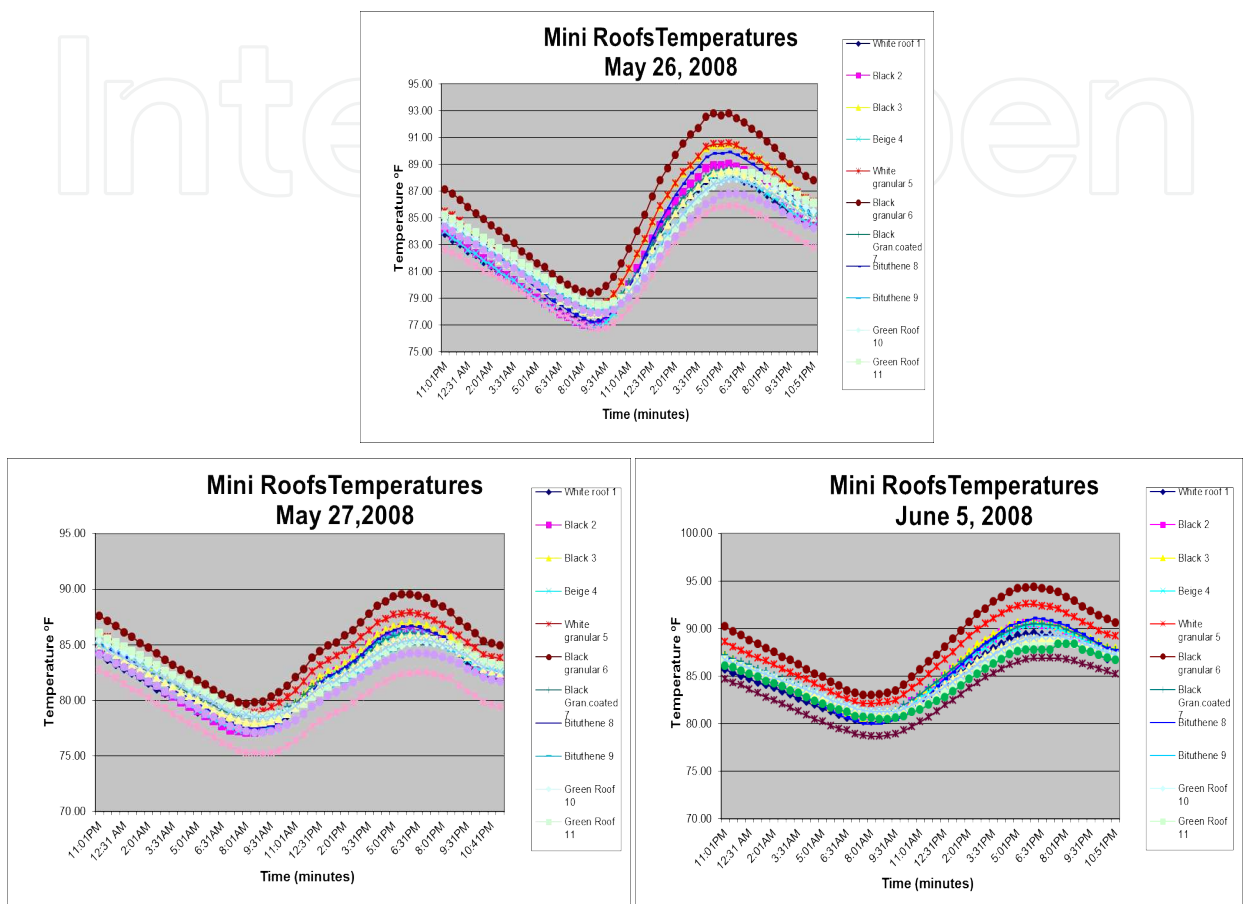 Mini RoofsTemperatures
May 26, 2008
95.00
93.00
91.00
89.00
87.00
85.00
83.00
81.00
79.00
77.00
75.00
Temperature ºF
11:01PM
12:31 AM
2:01AM
3:31AM
5:01AM
6:31AM
8:01AM
9:31AM
11:01AM
12:31PM
2:01PM
3:31PM
5:01PM
6:31PM
8:01PM
9:31PM
10:51PM
Time (minutes)
White roof 1
Black 2
Black 3
Beige 4
White
granular 5
Black
granular 6
Black
Gran coated
7
Bituthene 8
Bituthene 9
Green Roof
10
Green Roof
11
Mini RoofsTemperatures
May 27,2008
95.00
90.00
85.00
80.00
75.00
70.00
Temperature ºF
11:01PM
12:31 AM
2:01AM
3:31AM
5:01AM
6:31AM
8:01AM
9:31AM
11:01AM
12:31PM
2:01PM
3:31PM
5:01PM
6:31PM
8:01PM
9:31PM
10:41PM
Time (minutes)
White roof 1
Black 2
Black 3
Beige 4
White
granular 5
Black
granular 6
Black
Gran coated
7
Bituthene 8
Bituthene 9
Green Roof
10
Green Roof
11
Mini RoofsTemperatures
June 5, 2008
100.00
95.00
90.00
85.00
80.00
75.00
70.00
Temperature ºF
11:01PM
12:31 AM
2:01AM
3:31AM
5:01AM
6:31AM
8:01AM
9:31AM
11:01AM
12:31PM
2:01PM
3:31PM
5:01PM
6:31PM
8:01PM
9:31PM
10:51PM
Time (minutes)
White roof 1
Black 2
Black 3
Beige 4
White
granular 5
Black
granular 6
Black
Gran coated
7
Bituthene 8
Bituthene 9
Green Roof
10
Green Roof
11